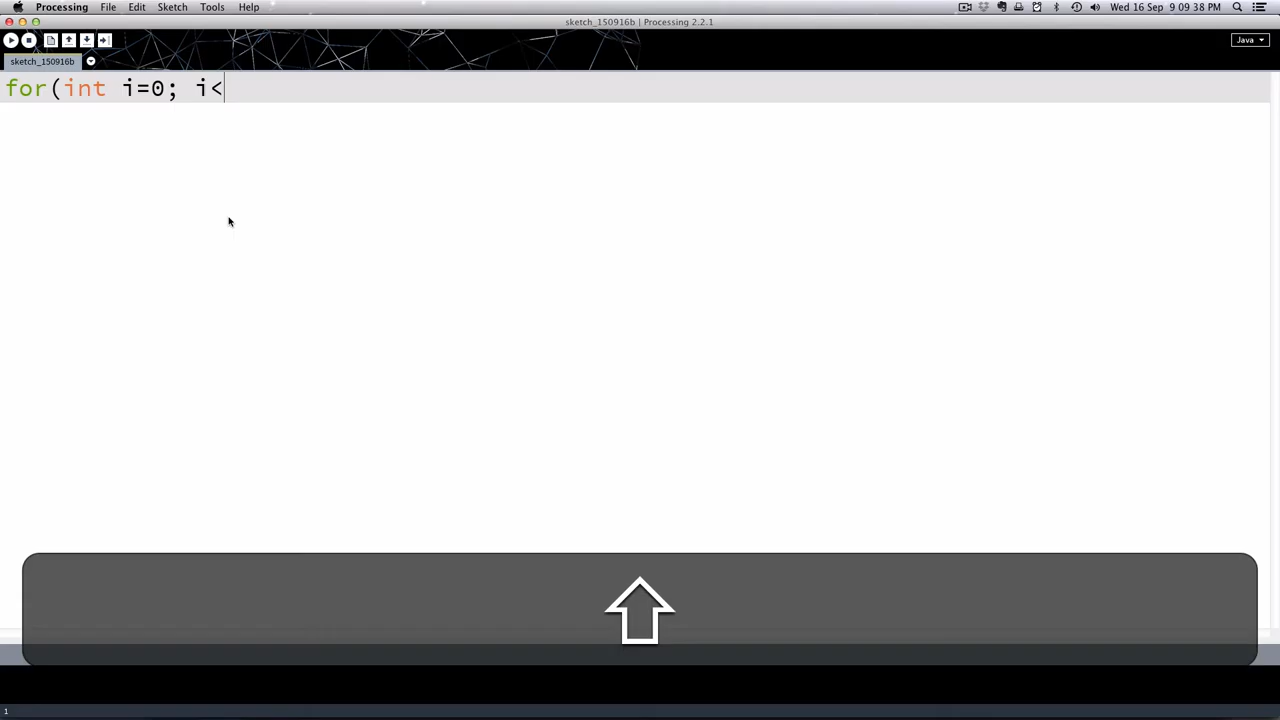 Processing File Edit Sketch Tools Help Wed 16 Sep 9 09 38 PM
sketch_150916b | Processing 2.2.1
Java
sketch_150916b
for(int i=0; i<
1